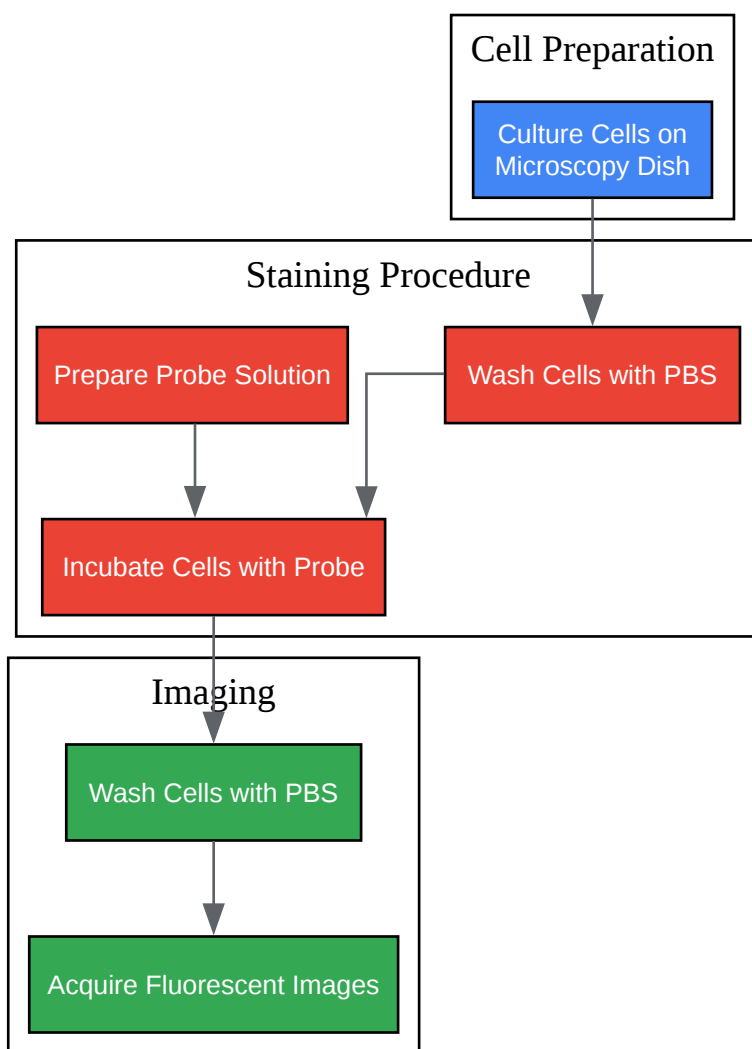 Cell Preparation
Culture Cells on
Microscopy Dish
Staining Procedure
Prepare Probe Solution
Wash Cells with PBS
Incubate Cells with Probe
Imaging
Wash Cells with PBS
Acquire Fluorescent Images